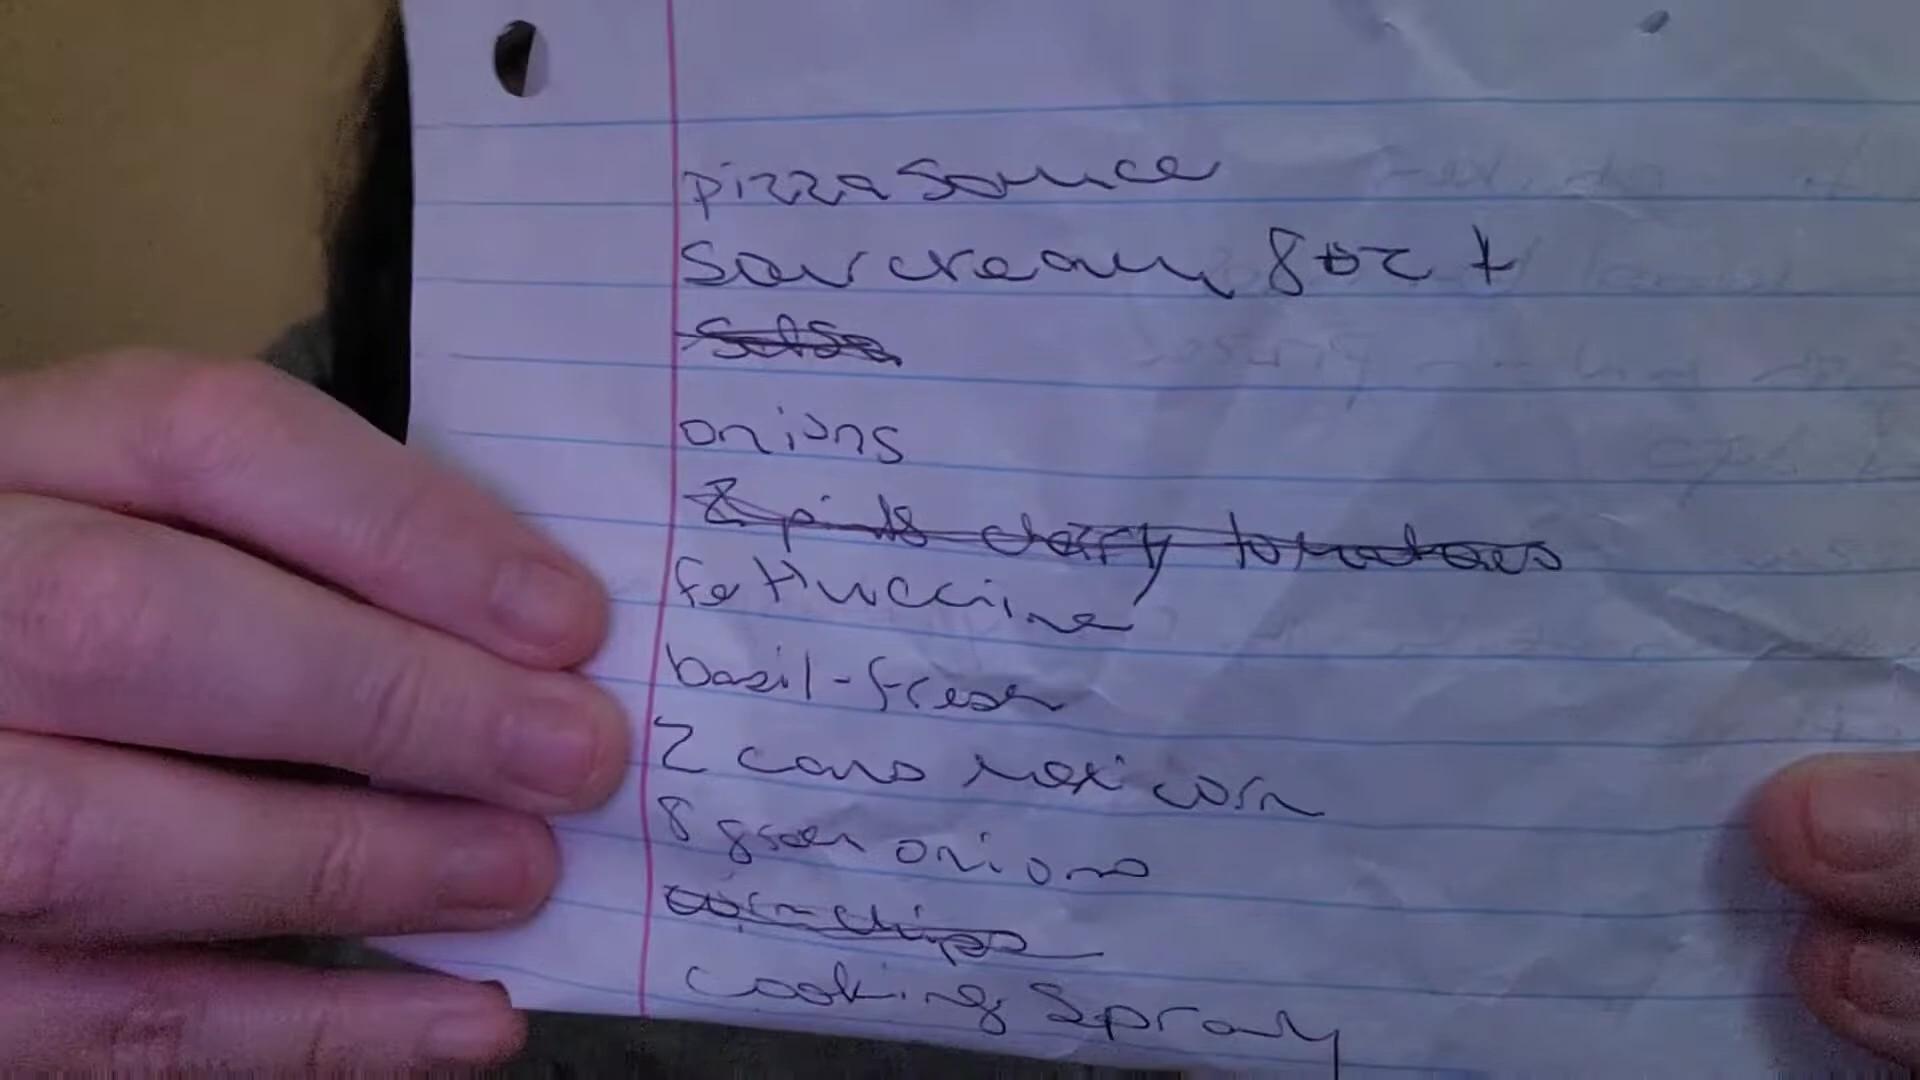 pizza sauce
Sour cream 8oz +
Salsa
onions
2 pints cherry tomatoes
fettuccine
basil - fresh
2 cans mexi corn
8 green onions
corn chips
cooking Spray